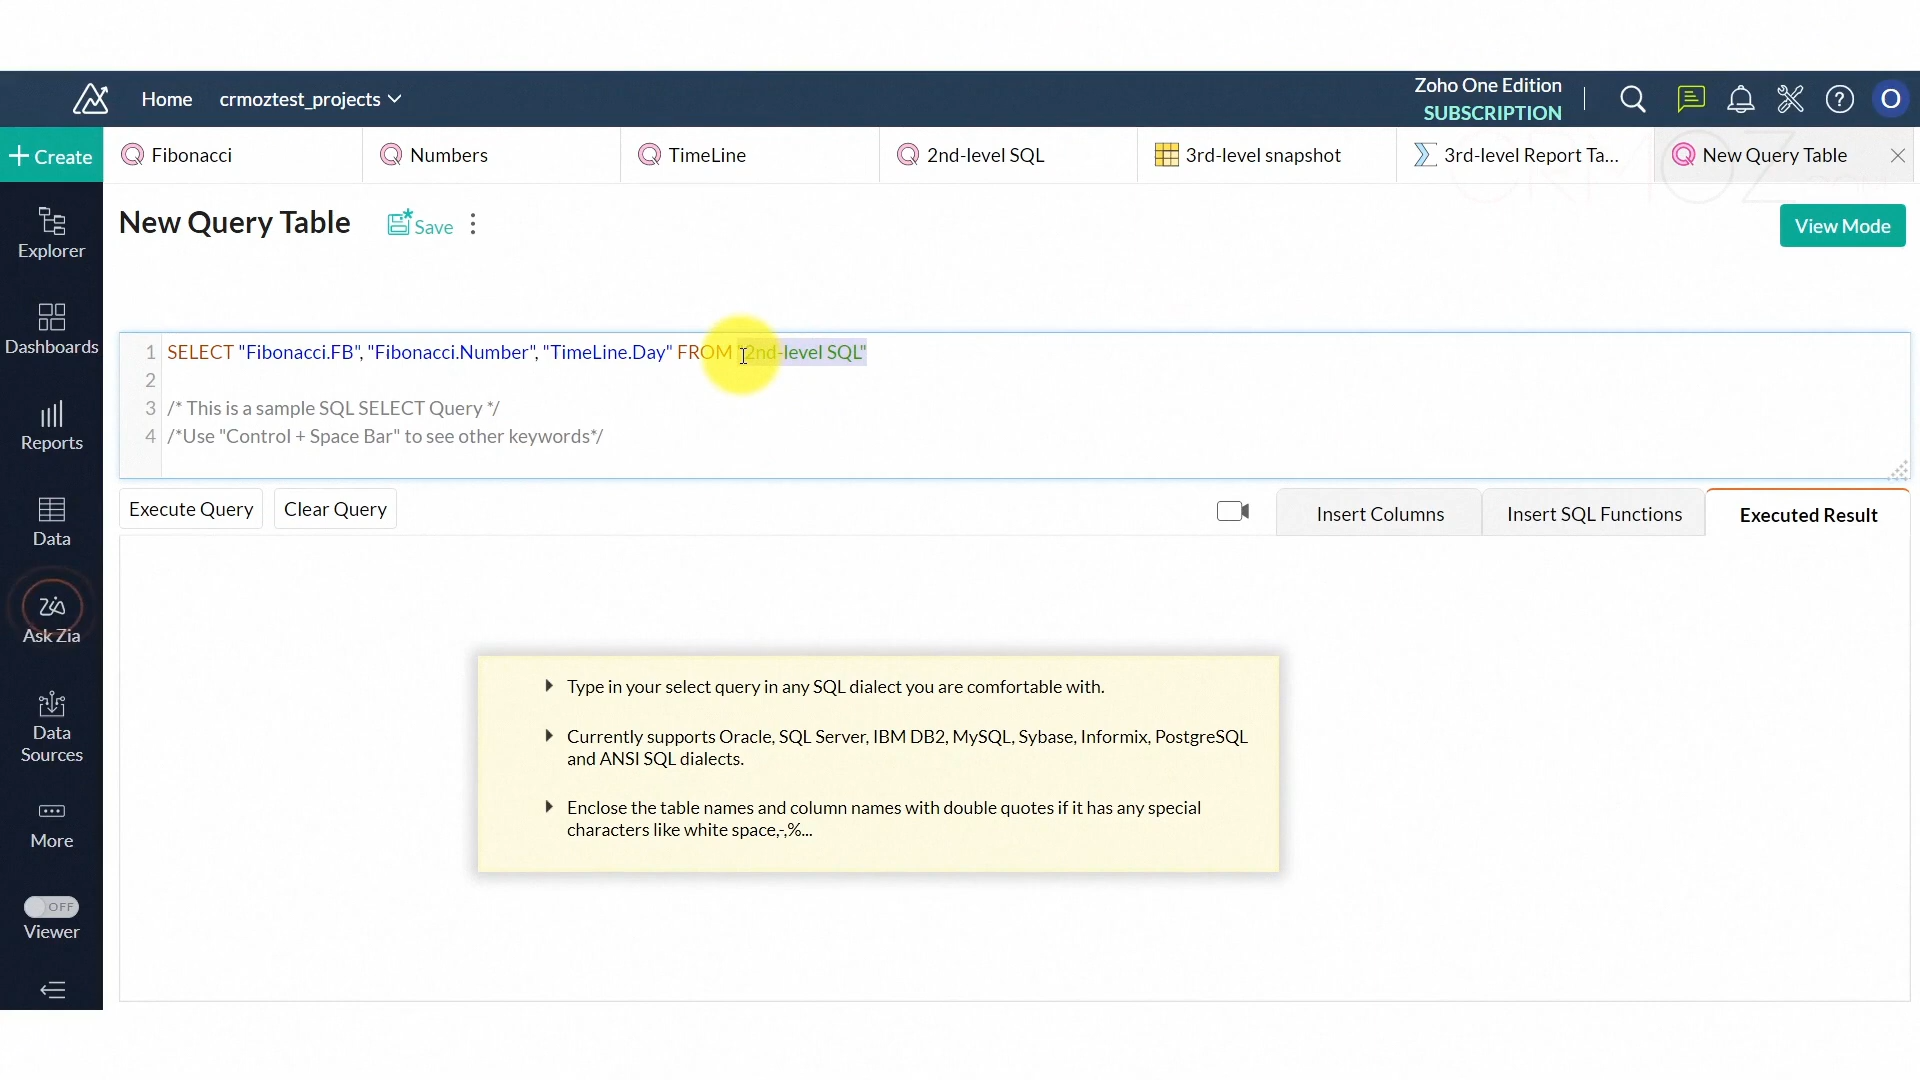 Home
crmoztest_projects
Zoho One Edition
SUBSCRIPTION
?
O
+ Create
Fibonacci
Numbers
TimeLine
2nd-level SQL
3rd-level snapshot
3rd-level Report Ta...
New Query Table
CRMOZ.com
New Query Table
Save
View Mode
Explorer
Dashboards
Reports
Data
Ask Zia
Data
Sources
More
OFF
Viewer
1 SELECT "Fibonacci.FB", "Fibonacci.Number", "TimeLine.Day" FROM "2nd-level SQL"
2
3 /* This is a sample SQL SELECT Query */
4 /*Use "Control + Space Bar" to see other keywords*/
Execute Query
Clear Query
Insert Columns
Insert SQL Functions
Executed Result
Type in your select query in any SQL dialect you are comfortable with.
Currently supports Oracle, SQL Server, IBM DB2, MySQL, Sybase, Informix, PostgreSQL
and ANSI SQL dialects.
Enclose the table names and column names with double quotes if it has any special
characters like white space,-,%...